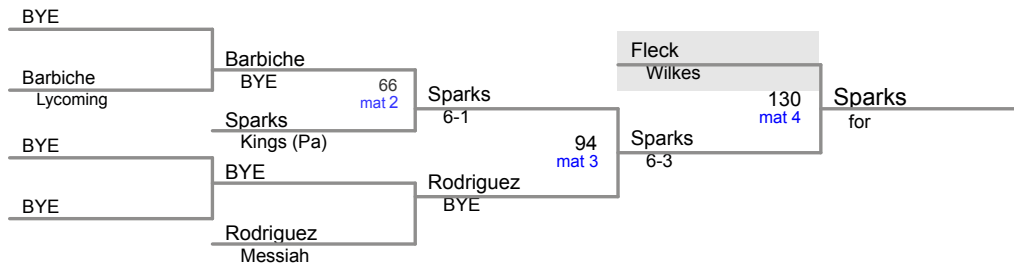 BYE
Barbiche
Lycoming
BYE
BYE
Barbiche
BYE
66
mat 2
Sparks
Kings (Pa)
BYE
Rodriguez
Messiah
Sparks
6-1
94
mat 3
Rodriguez
BYE
Fleck
Wilkes
130
mat 4
Sparks
6-3
Sparks
for